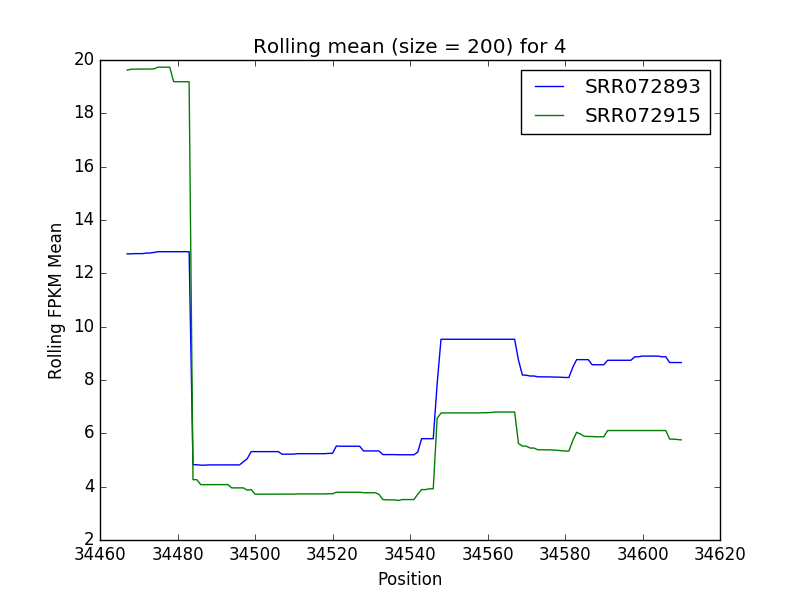 Rolling mean (size = 200) for 4
SRR072893
SRR072915
20
18
16
14
12
10
8
6
4
2
Rolling FPKM Mean
34460 34480 34500 34520 34540 34560 34580 34600 34620
Position